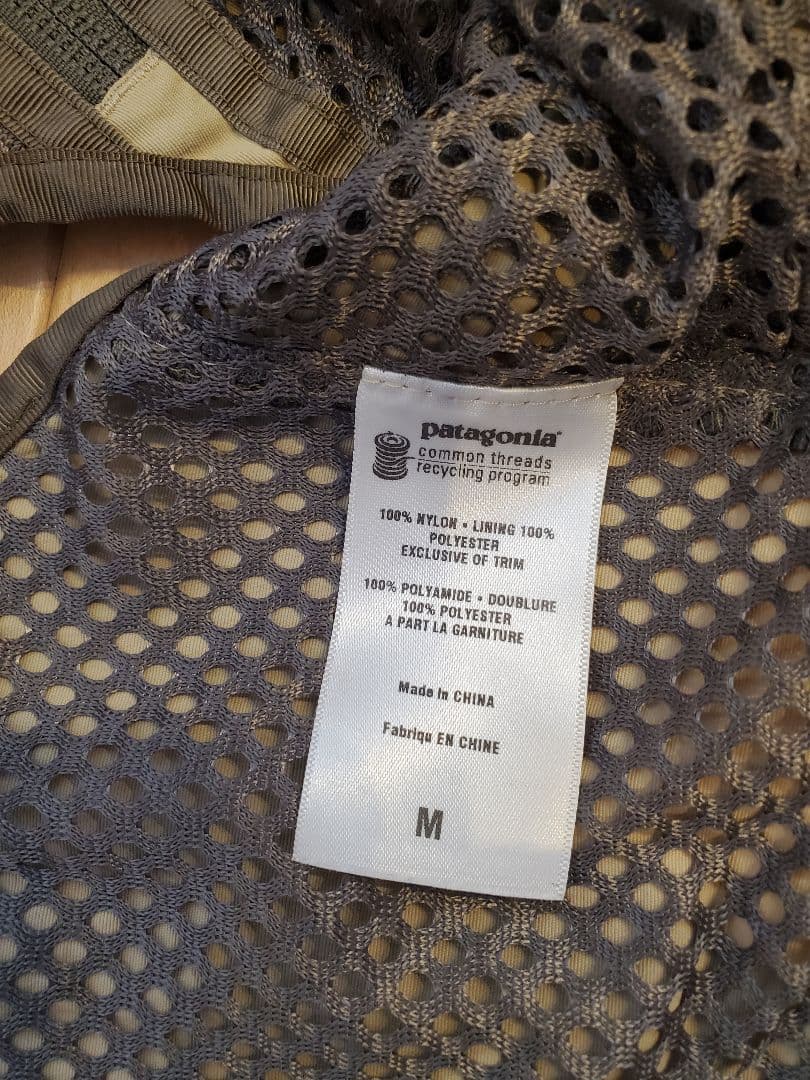 patagonia®
common threads
recycling program
100% NYLON • LINING 100%
POLYESTER
EXCLUSIVE OF TRIM
100% POLYAMIDE • DOUBLURE
100% POLYESTER
A PART LA GARNITURE
Made in CHINA
Fabriqu EN CHINE
M